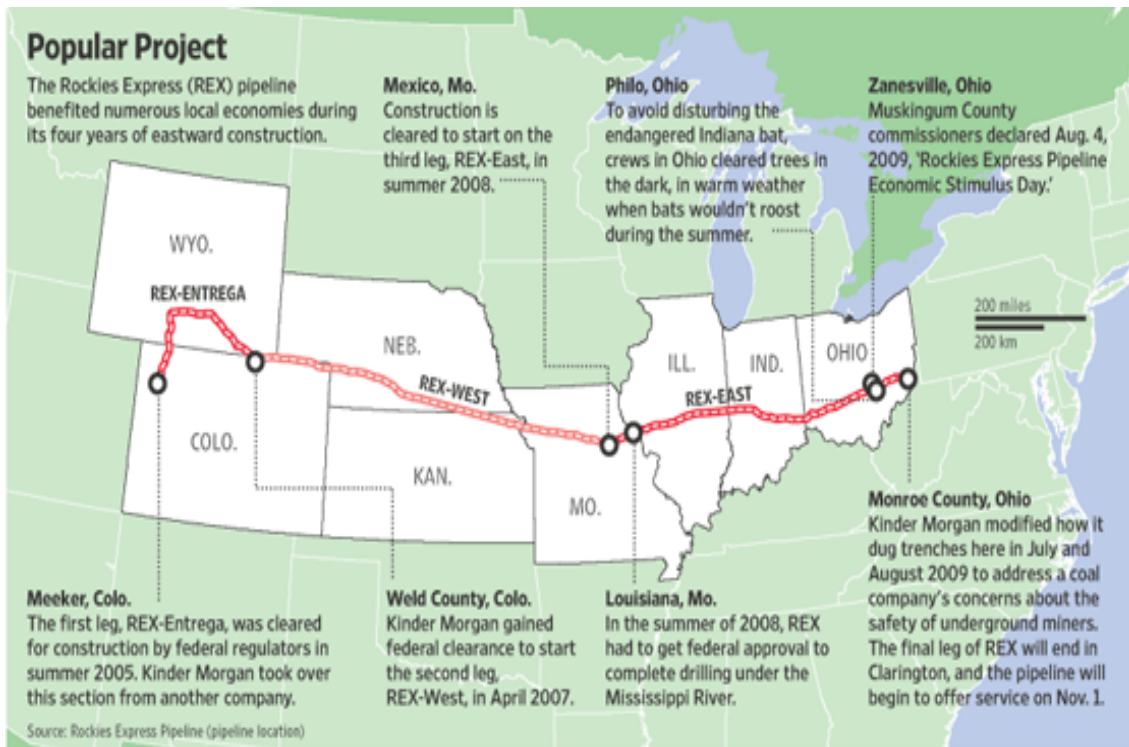 Popular Project
The Rockies Express (REX) pipeline
benefited numerous local economies during
its four years of eastward construction.
Mexico, Mo.
Construction is
cleared to start on the
third leg, REX-East, in
summer 2008.
Philo, Ohio
To avoid disturbing the
endangered Indiana bat,
crews in Ohio cleared trees in
the dark, in warm weather
when bats wouldn't roost
during the summer.
Zanesville, Ohio
Muskingum County
commissioners declared Aug. 4,
2009, 'Rockies Express Pipeline
Economic Stimulus Day.'
WYO.
REX-ENTREGA
NEB.
REX-WEST
COLO.
KAN.
MO.
ILL.
IND.
OHIO
REX-EAST
200 miles
200 km
Meeker, Colo.
The first leg, REX-Entrega, was cleared
for construction by federal regulators in
summer 2005. Kinder Morgan took over
this section from another company.
Weld County, Colo.
Kinder Morgan gained
federal clearance to start
the second leg,
REX-West, in April 2007.
Louisiana, Mo.
In the summer of 2008, REX
had to get federal approval to
complete drilling under the
Mississippi River.
Monroe County, Ohio
Kinder Morgan modified how it
dug trenches here in July and
August 2009 to address a coal
company's concerns about the
safety of underground miners.
The final leg of REX will end in
Clarington, and the pipeline will
begin to offer service on Nov. 1.
Source: Rockies Express Pipeline (pipeline location)